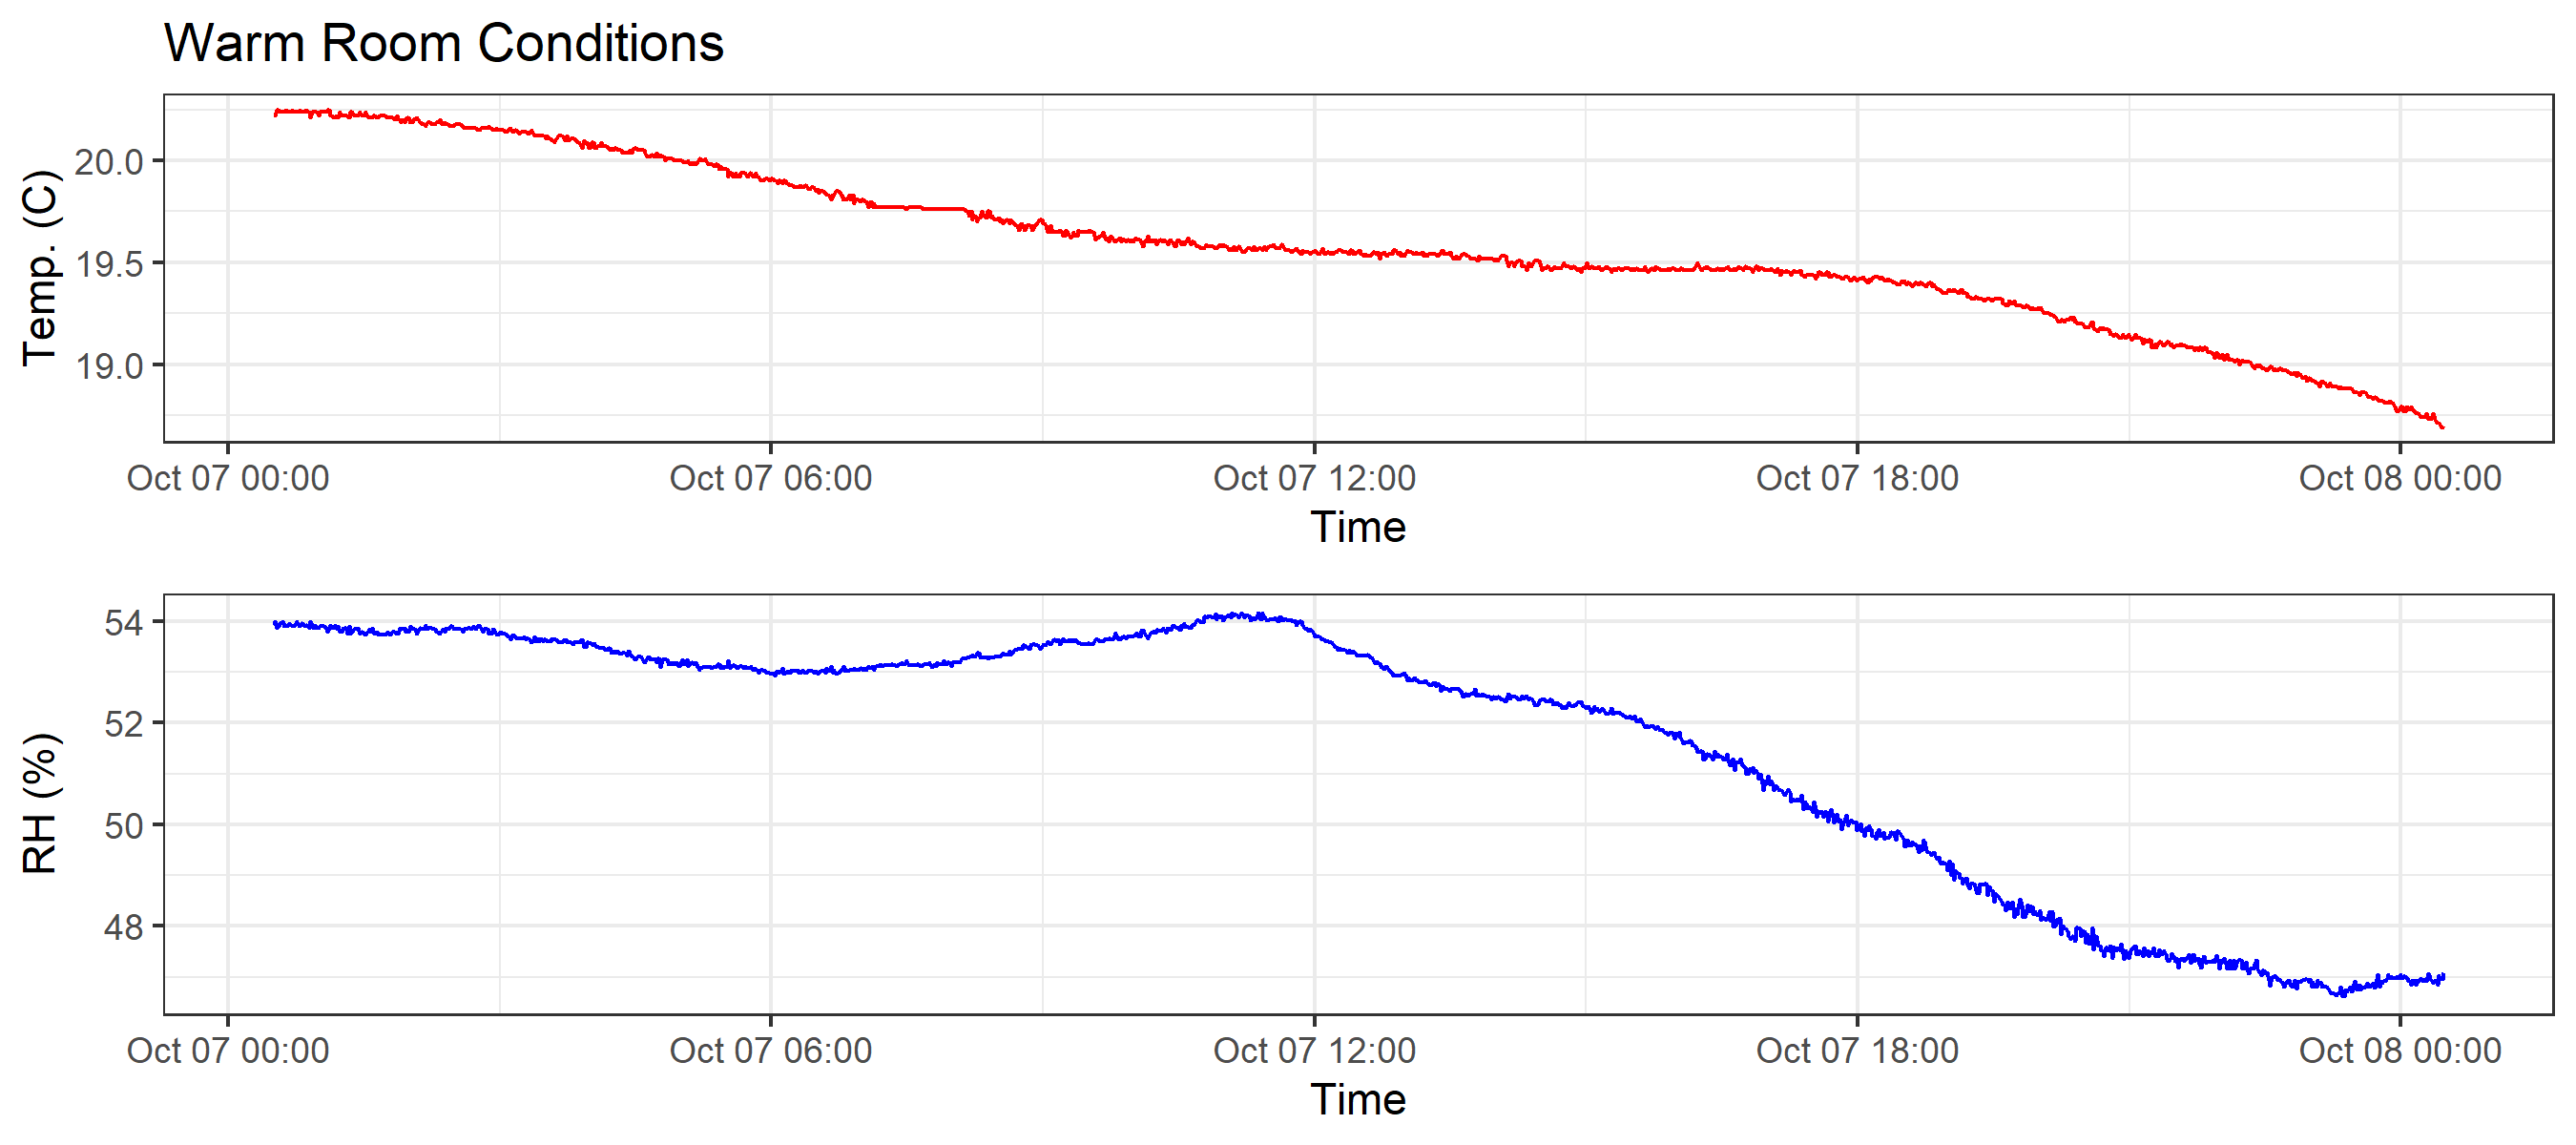 Warm Room Conditions
Temp. (C)
20.0
19.5
19.0
Oct 07 00:00 Oct 07 06:00 Oct 07 12:00 Oct 07 18:00 Oct 08 00:00
Time
RH (%)
54
52
50
48
Oct 07 00:00 Oct 07 06:00 Oct 07 12:00 Oct 07 18:00 Oct 08 00:00
Time